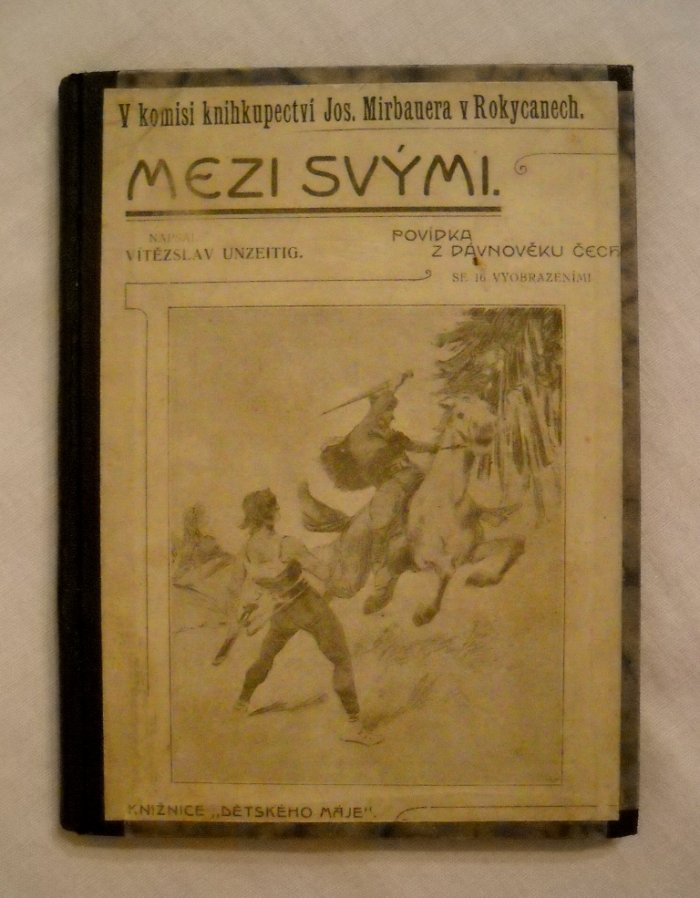 V komisi knihkupectví Jos. Mirbauera v Rokycanech.
MEZI SVÝMI.
NAPSAL
VÍTĚZSLAV UNZEITIG.
POVÍDKA
Z DÁVNOVĚKU ČECH
SE 16 VYOBRAZENÍMI
KNIŽNICE „DĚTSKÉHO MÁJE“.